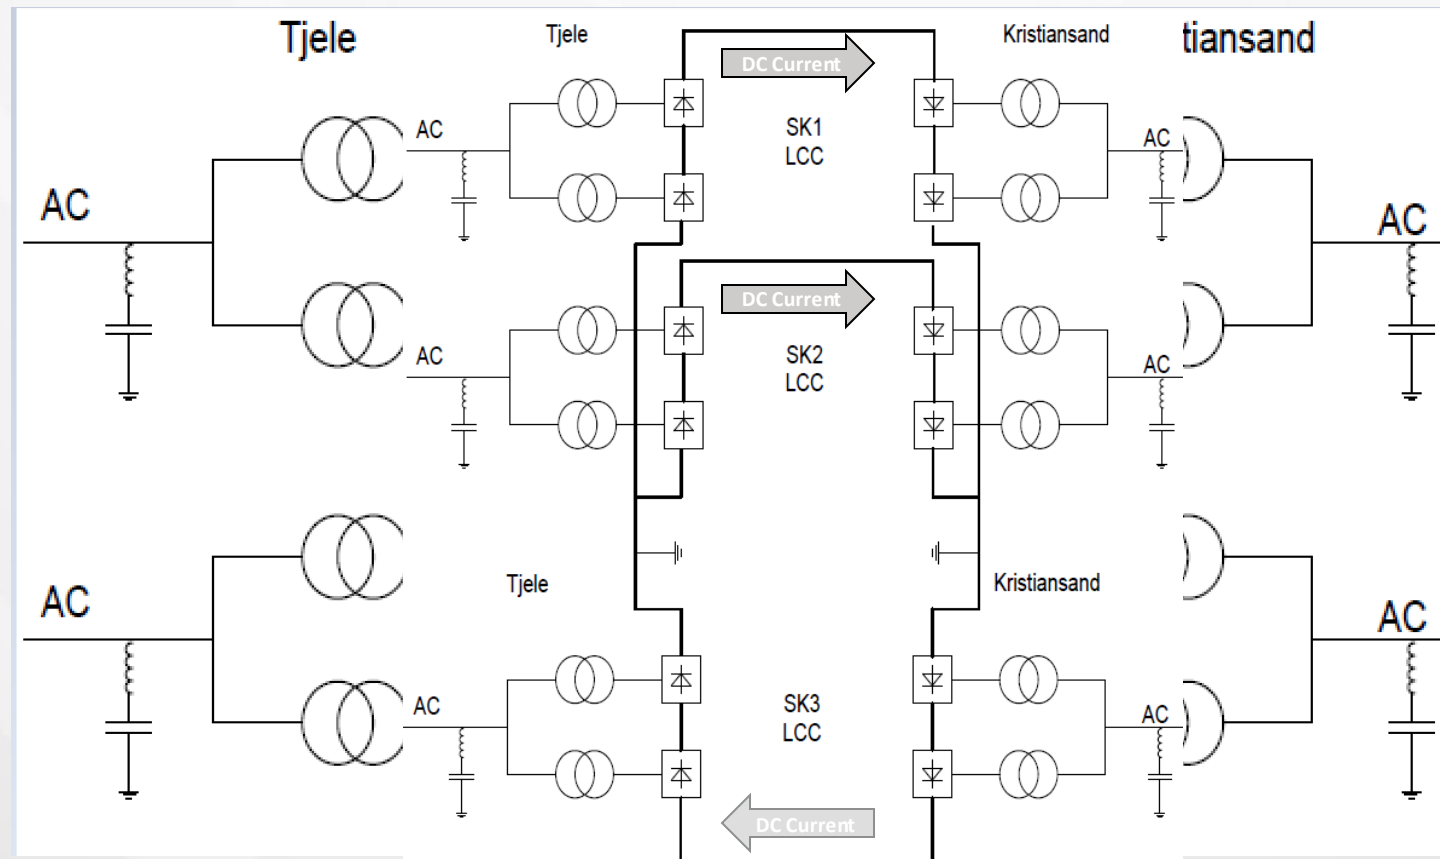 Tjele
Tjele
Kristiansand
tiansand
DC Current
AC
SK1
LCC
AC
AC
AC
DC Current
AC
SK2
LCC
AC
Tjele
Kristiansand
AC
AC
AC
SK3
LCC
AC
DC Current